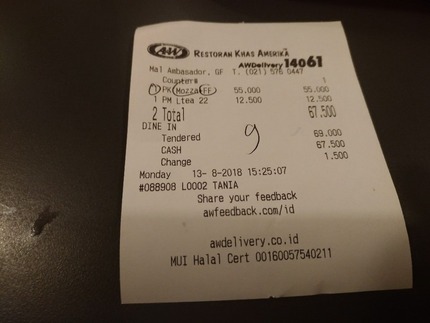 A&W RESTORAN KHAS AMERIKA
AWDelivery 14061
Mal Ambasador, GF T. (021) 576 0447
Counter# 1
1 PK Mozza FF 55.000 55.000
1 PM Ltea 22 12.500 12.500
2 Total 67.500
DINE IN
Tendered 69.000
CASH 67.500
Change 1.500
9
Monday 13- 8-2018 15:25:07
#088908 L0002 TANIA
Share your feedback
awfeedback.com/id
awdelivery.co.id
MUI Halal Cert 00160057540211